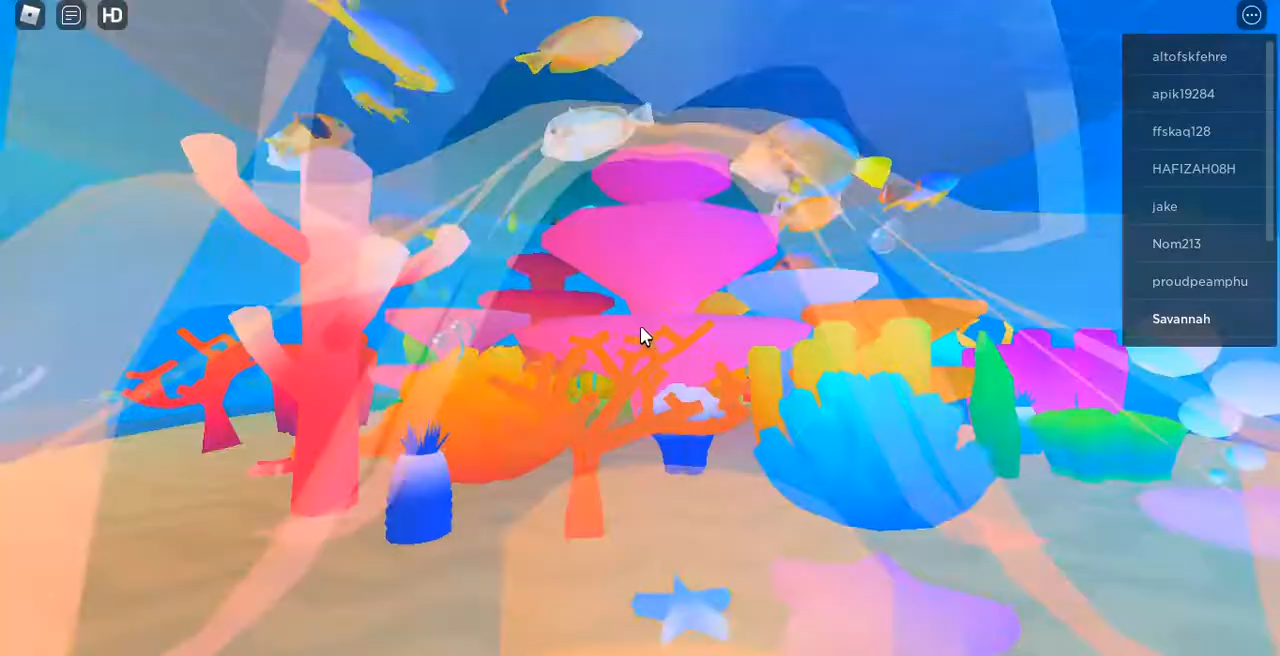 HD
altofskfehre
apik19284
ffskaq128
HAFIZAH08H
jake
Nom213
proudpeamphu
Savannah